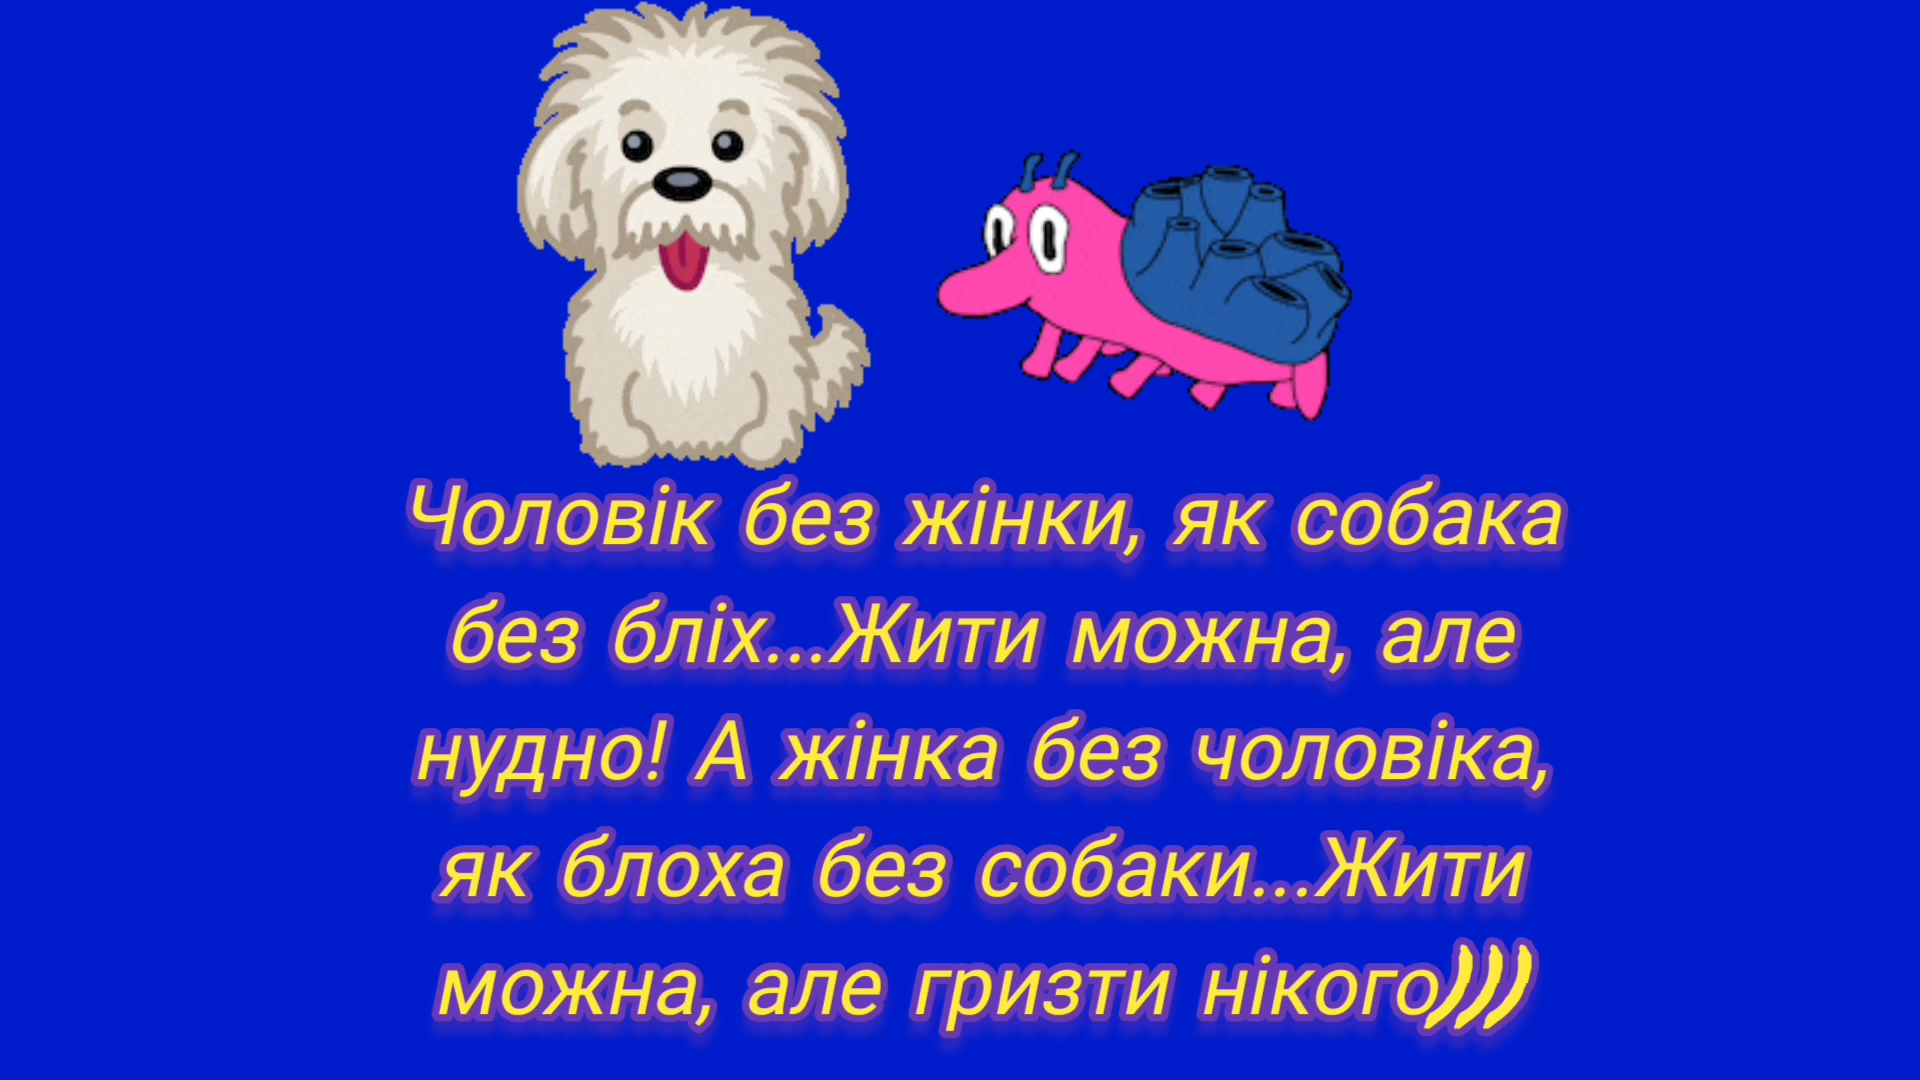 Чоловік без жінки, як собака
без бліх...Жити можна, але
нудно! А жінка без чоловіка,
як блоха без собаки...Жити
можна, але гризти нікого)))